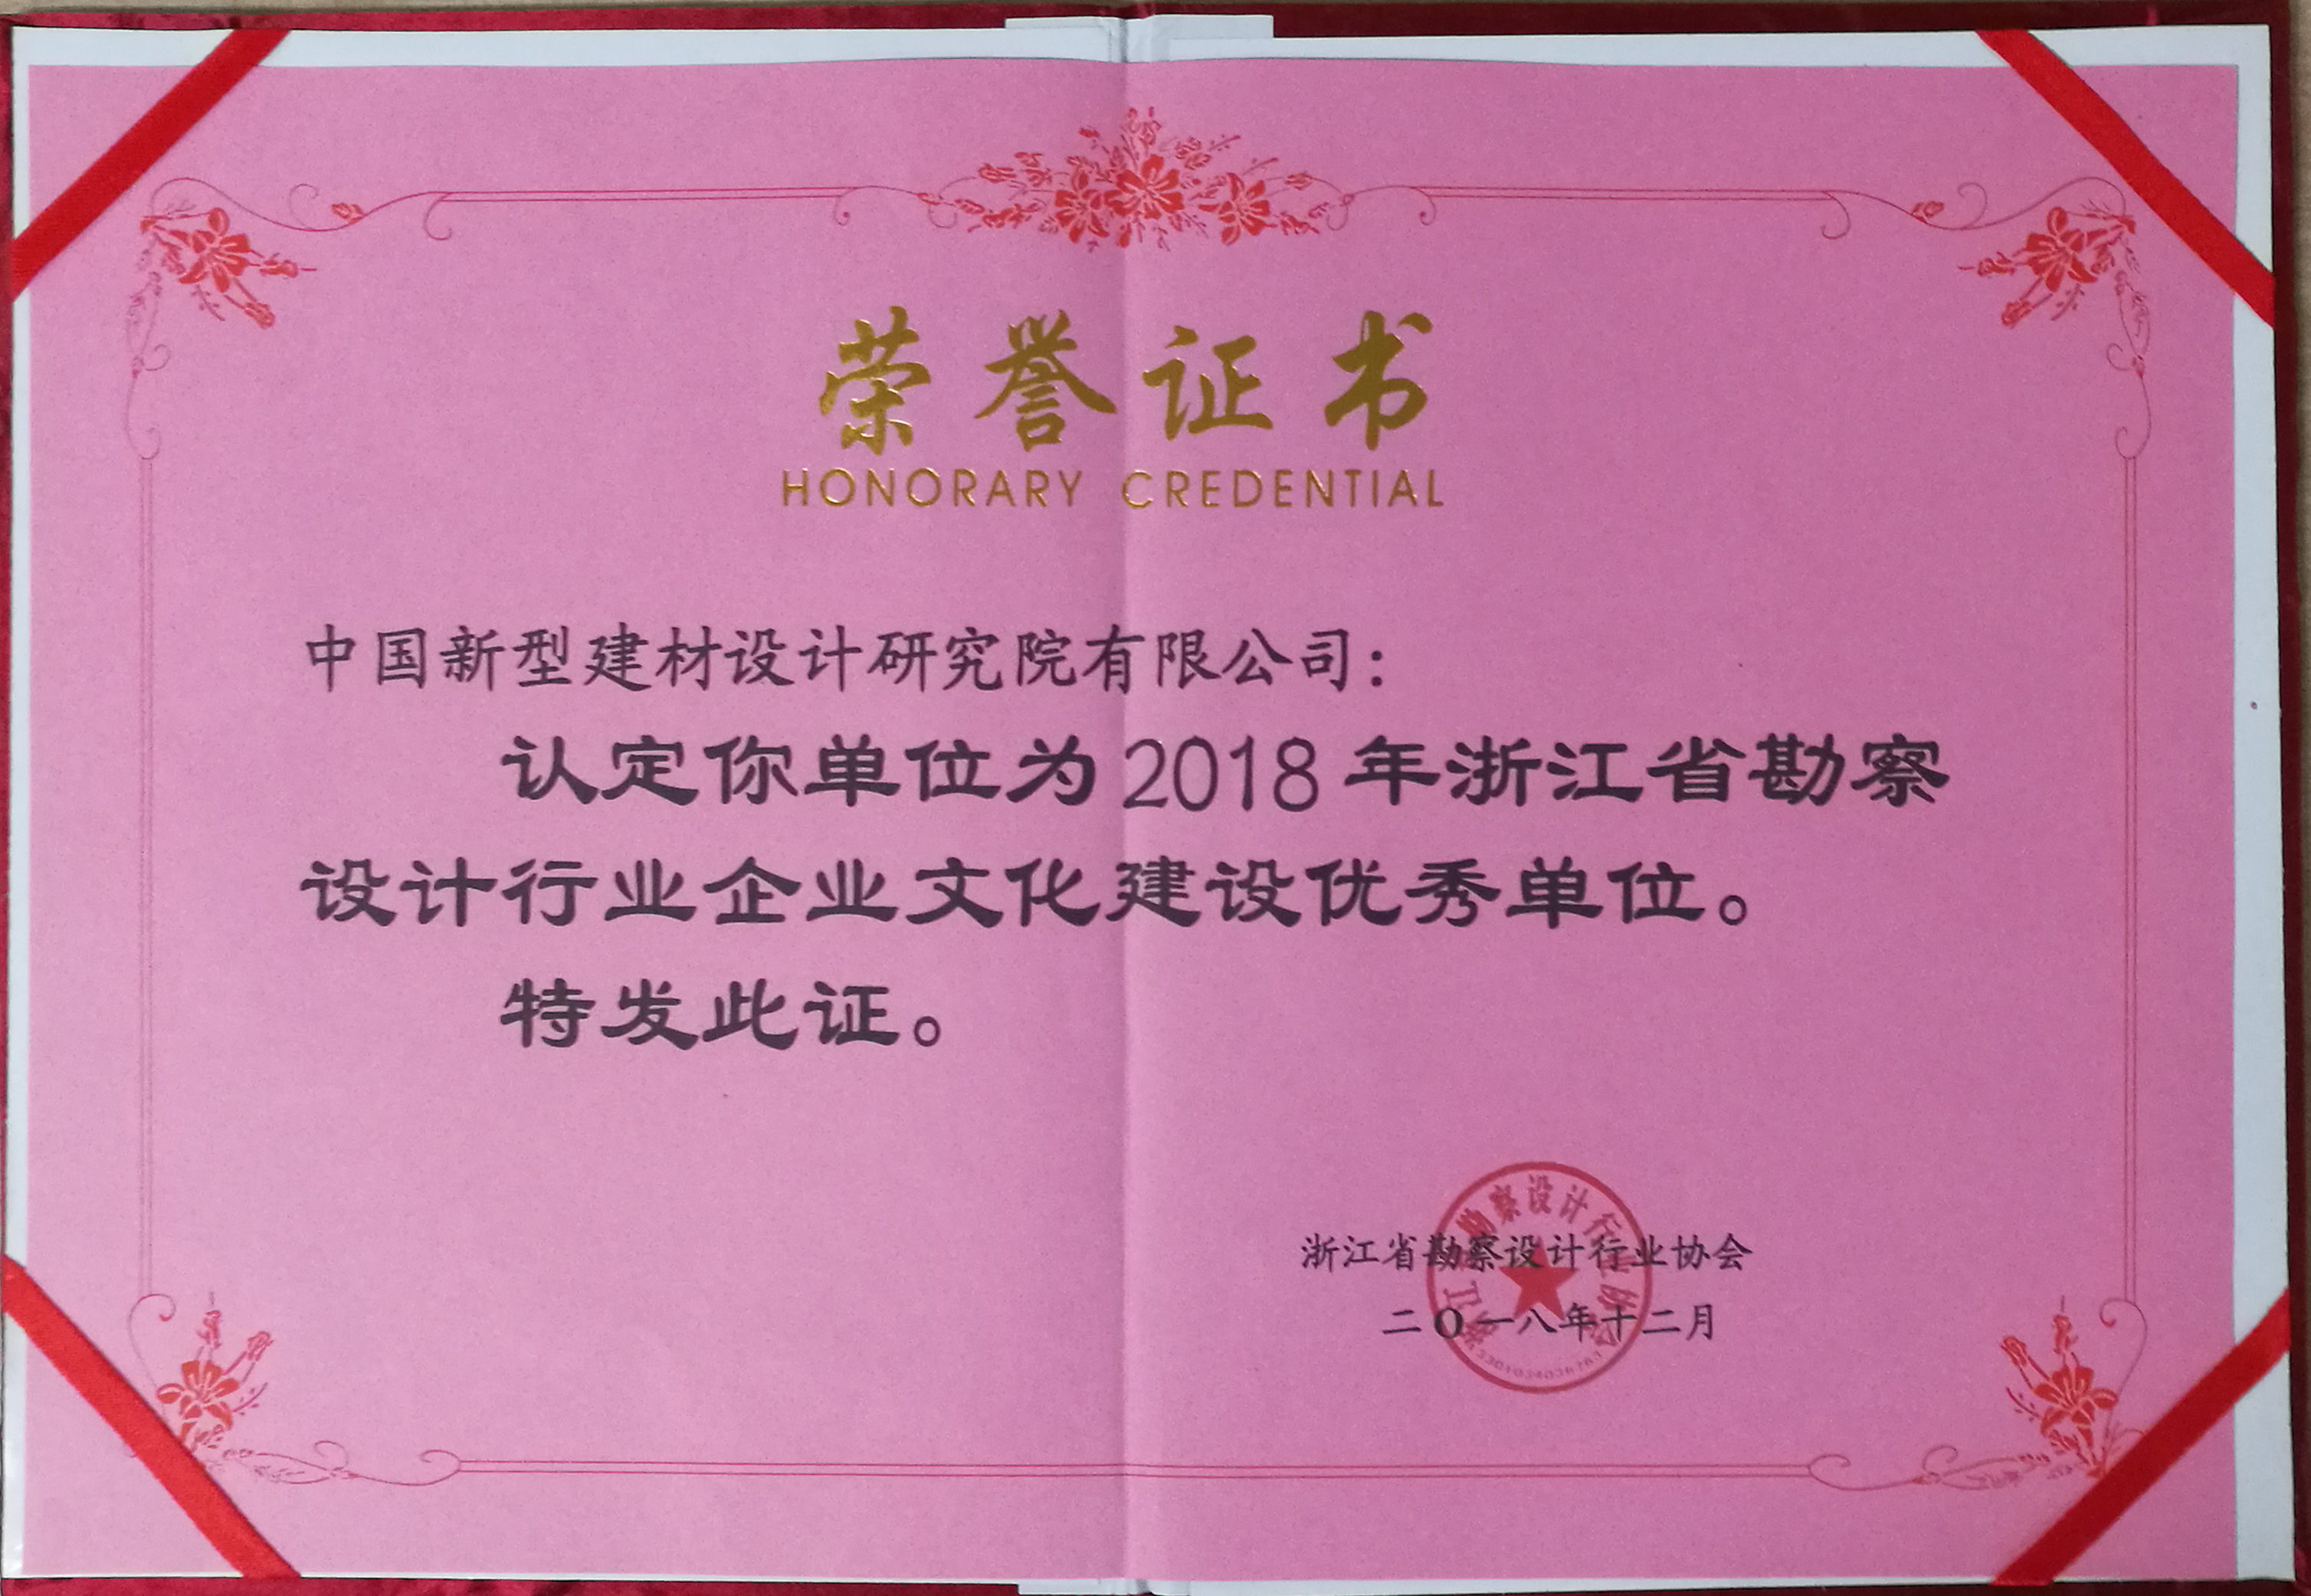 荣誉证书
HONORARY CREDENTIAL
中国新型建材设计研究院有限公司：
认定你单位为2018年浙江省勘察
设计行业企业文化建设优秀单位。
特发此证。
浙江省勘察设计行业协会
二〇一八年十二月